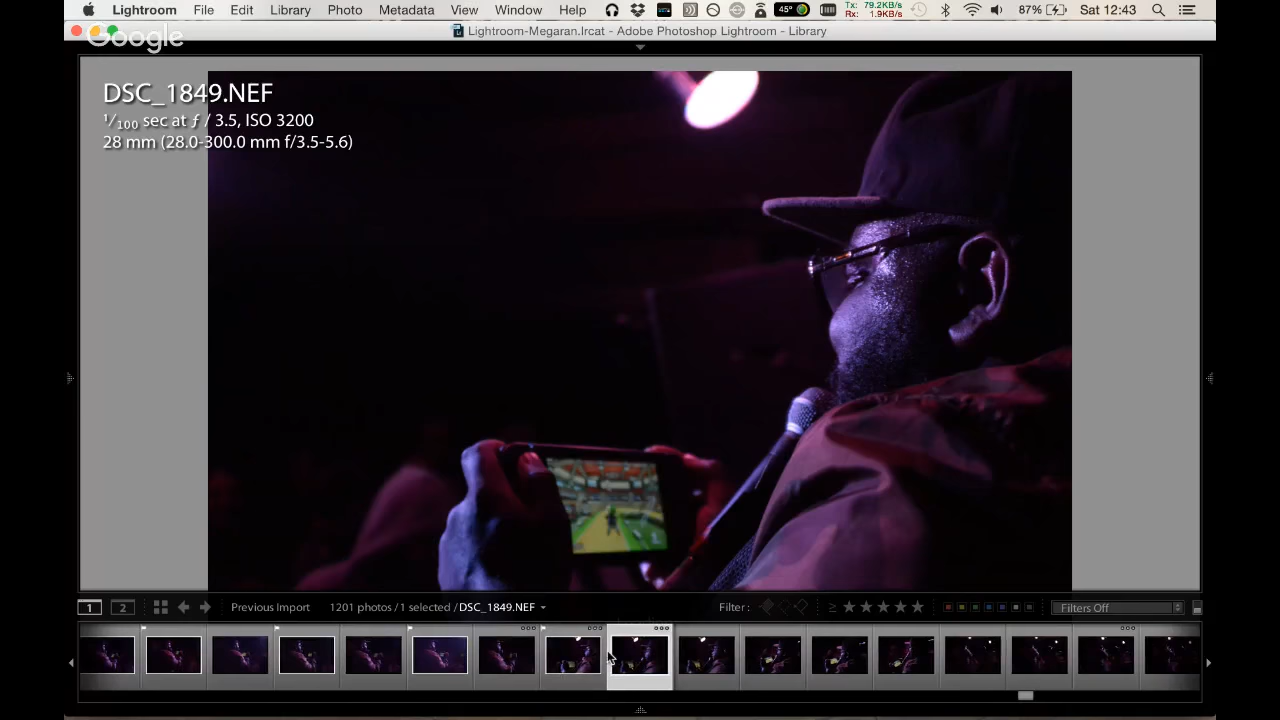 Lightroom File Edit Library Photo Metadata View Window Help 45° Tx: 79.2KB/s Rx: 1.9KB/s 87% Sat 12:43
Google
Lightroom-Megaran.lrcat - Adobe Photoshop Lightroom - Library
DSC_1849.NEF
1/100 sec at ƒ / 3.5, ISO 3200
28 mm (28.0-300.0 mm f/3.5-5.6)
1 2 Previous Import 1201 photos / 1 selected / DSC_1849.NEF Filter : ≥ ★★★★★ Filters Off